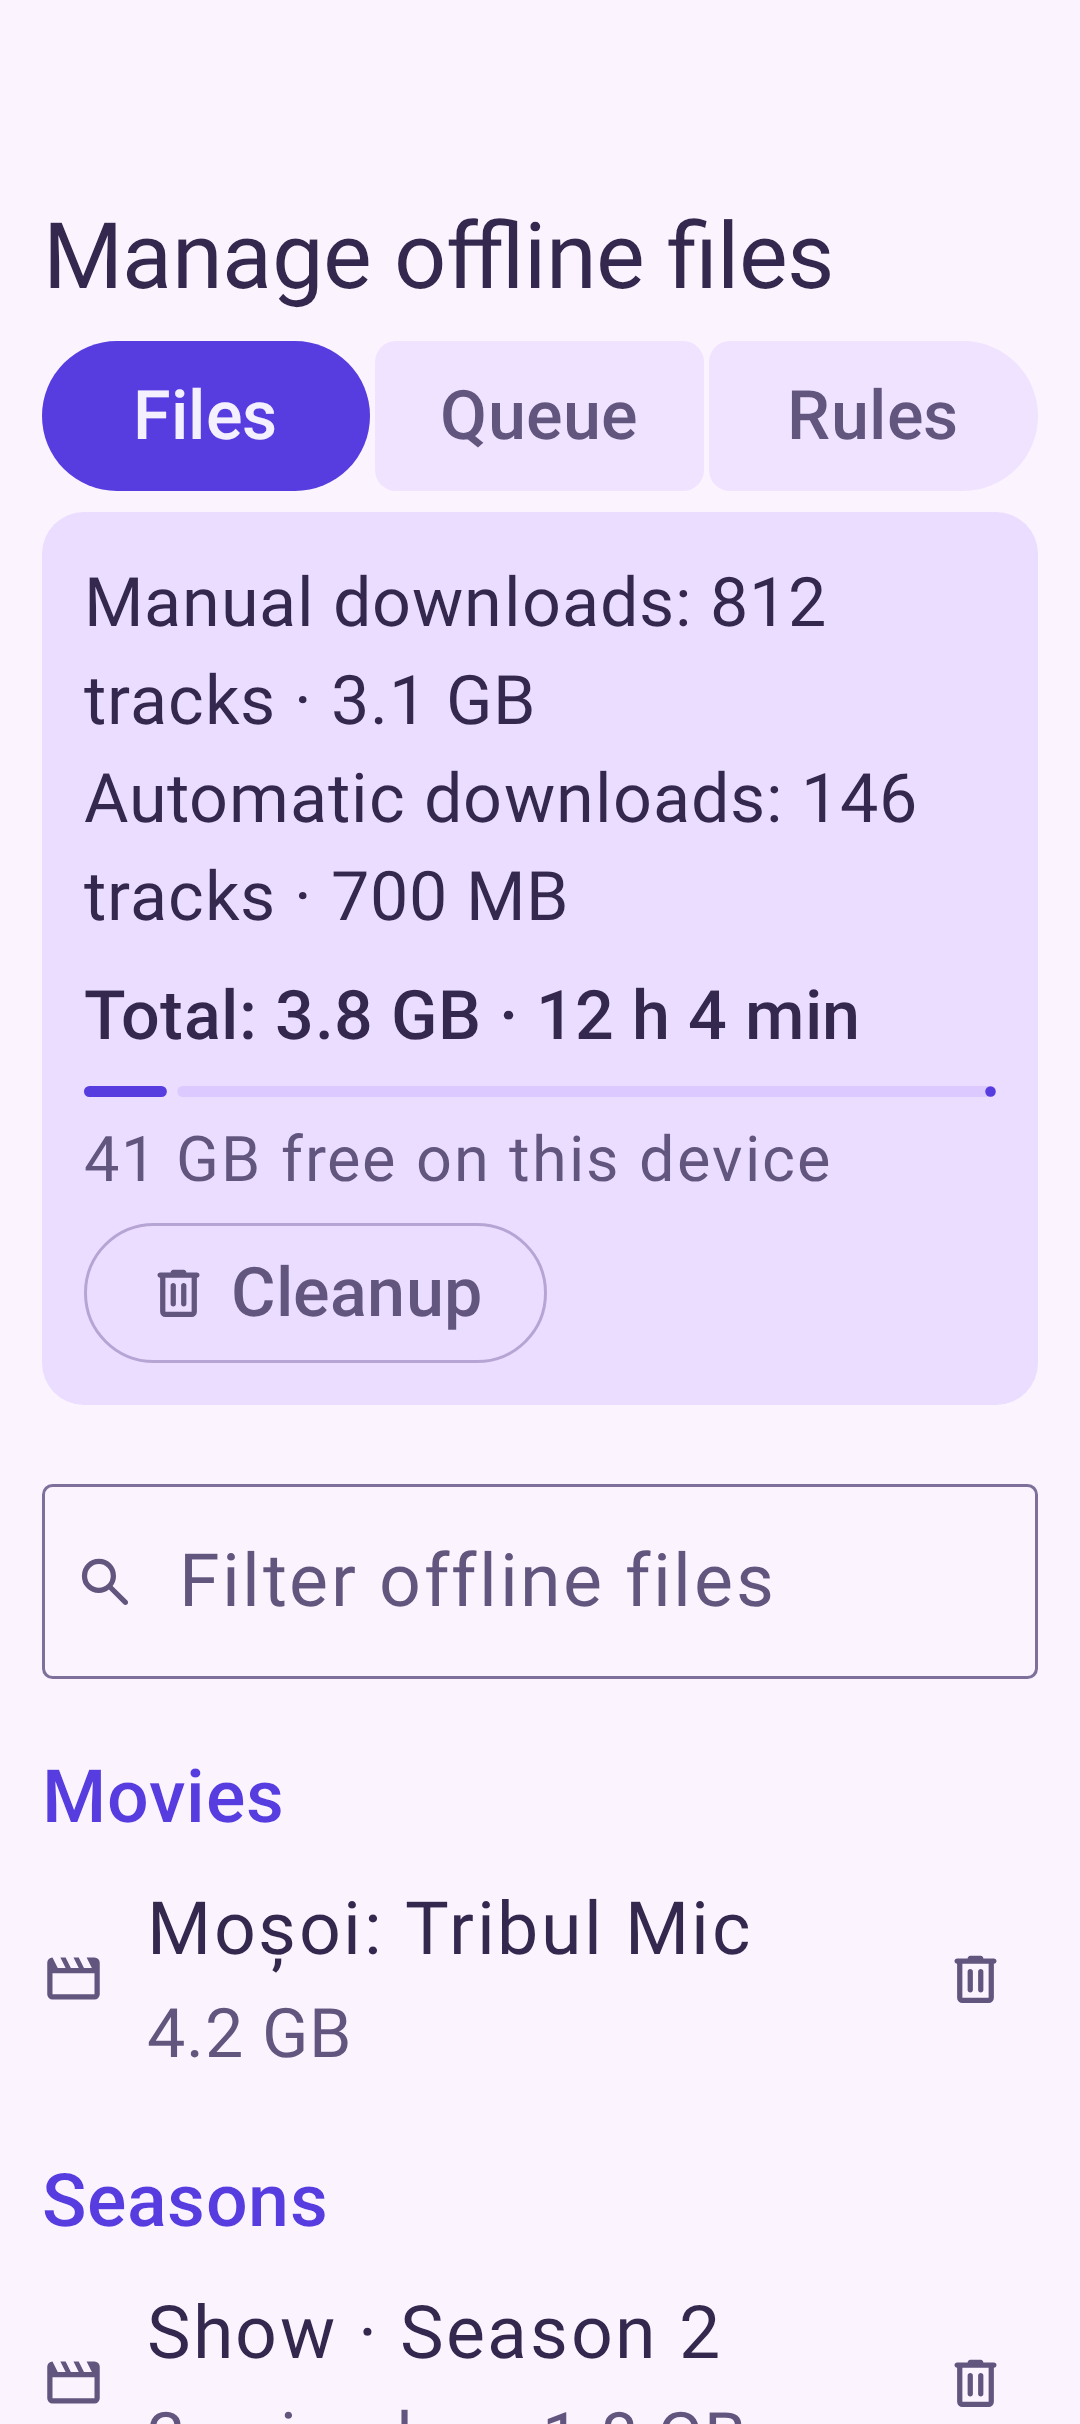 Manage offline files
Files
Queue
Rules
Manual downloads: 812
tracks · 3.1 GB
Automatic downloads: 146
tracks · 700 MB
Total: 3.8 GB · 12 h 4 min
41 GB free on this device
Cleanup
Filter offline files
Movies
Moșoi: Tribul Mic
4.2 GB
Seasons
Show · Season 2